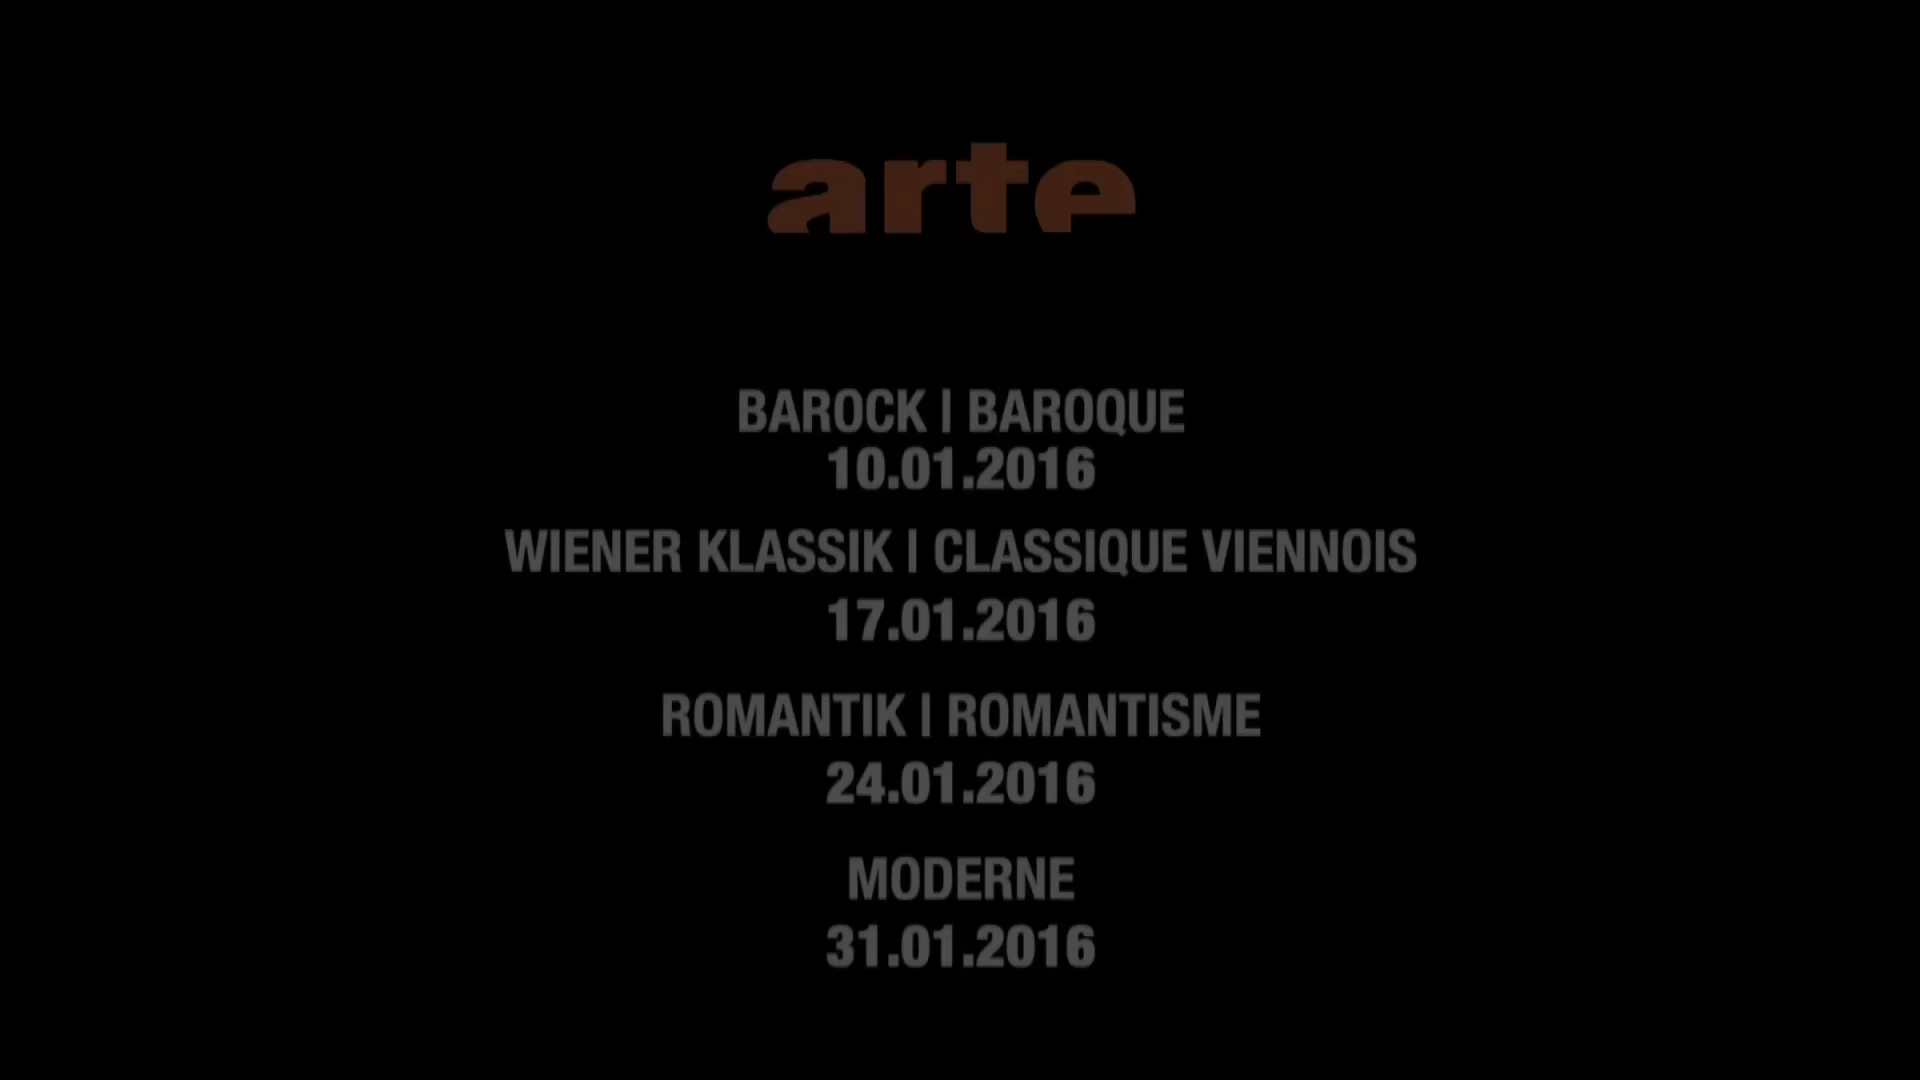 arte
BAROCK | BAROQUE
10.01.2016
WIENER KLASSIK | CLASSIQUE VIENNOIS
17.01.2016
ROMANTIK | ROMANTISME
24.01.2016
MODERNE
31.01.2016